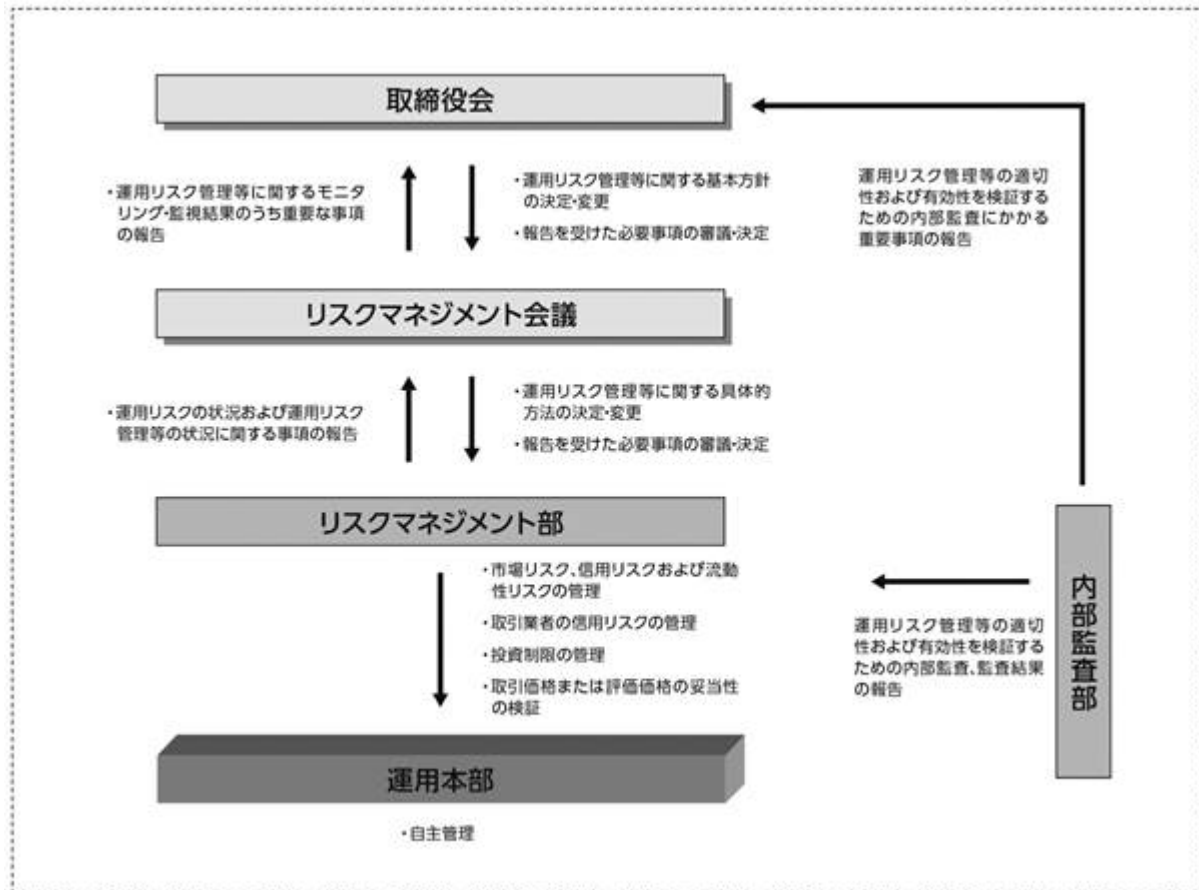 取締役会
・運用リスク管理等に関するモニタ
リング・監視結果のうち重要な事項
の報告
・運用リスク管理等に関する基本方針
の決定・変更
・報告を受けた必要事項の審議・決定
運用リスク管理等の適切
性および有効性を検証する
ための内部監査にかかる
重要事項の報告
リスクマネジメント会議
・運用リスクの状況および運用リスク
管理等の状況に関する事項の報告
・運用リスク管理等に関する具体的
方法の決定・変更
・報告を受けた必要事項の審議・決定
リスクマネジメント部
・市場リスク、信用リスクおよび流動
性リスクの管理
・取引業者の信用リスクの管理
・投資制限の管理
・取引価格または評価価格の妥当性
の検証
運用リスク管理等の適切
性および有効性を検証する
ための内部監査、監査結果
の報告
内部監査部
運用本部
・自主管理